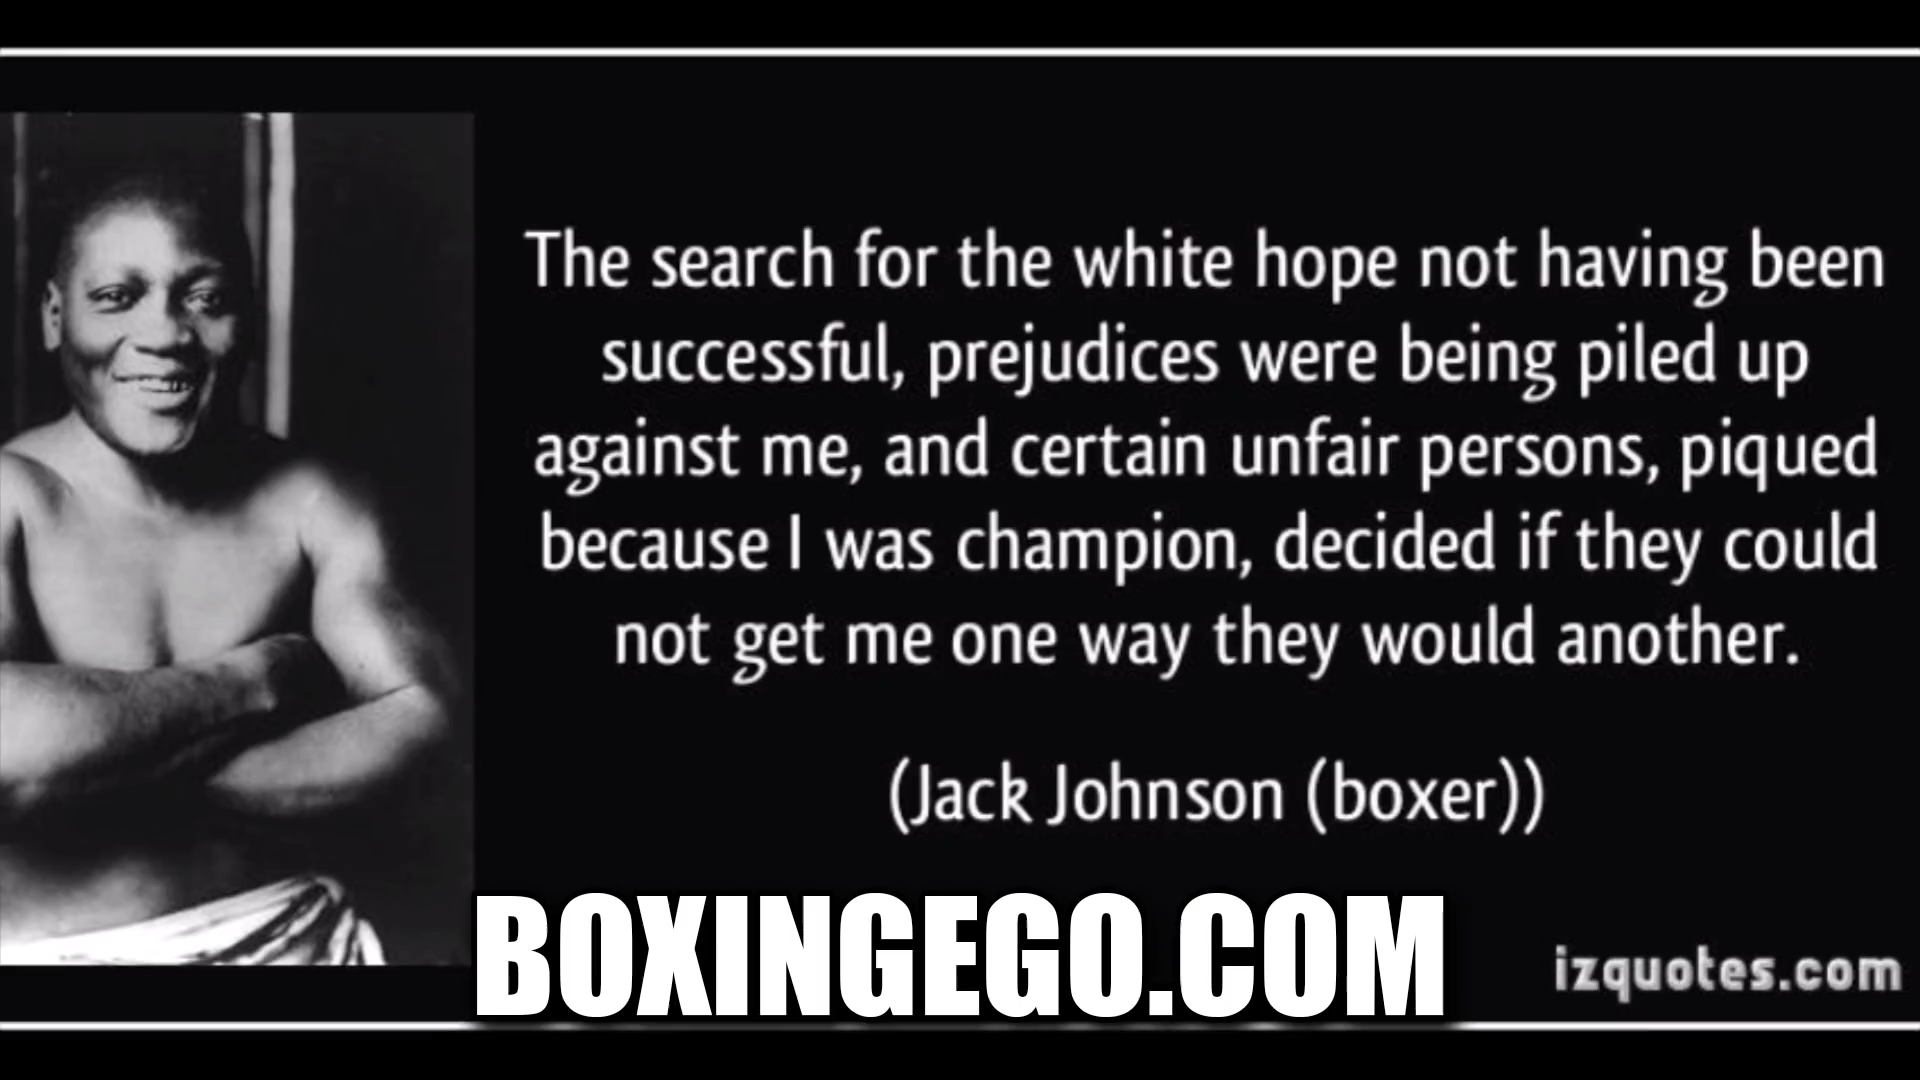 The search for the white hope not having been
successful, prejudices were being piled up
against me, and certain unfair persons, piqued
because I was champion, decided if they could
not get me one way they would another.
(Jack Johnson (boxer))
BOXINGEGO.COM
izquotes.com